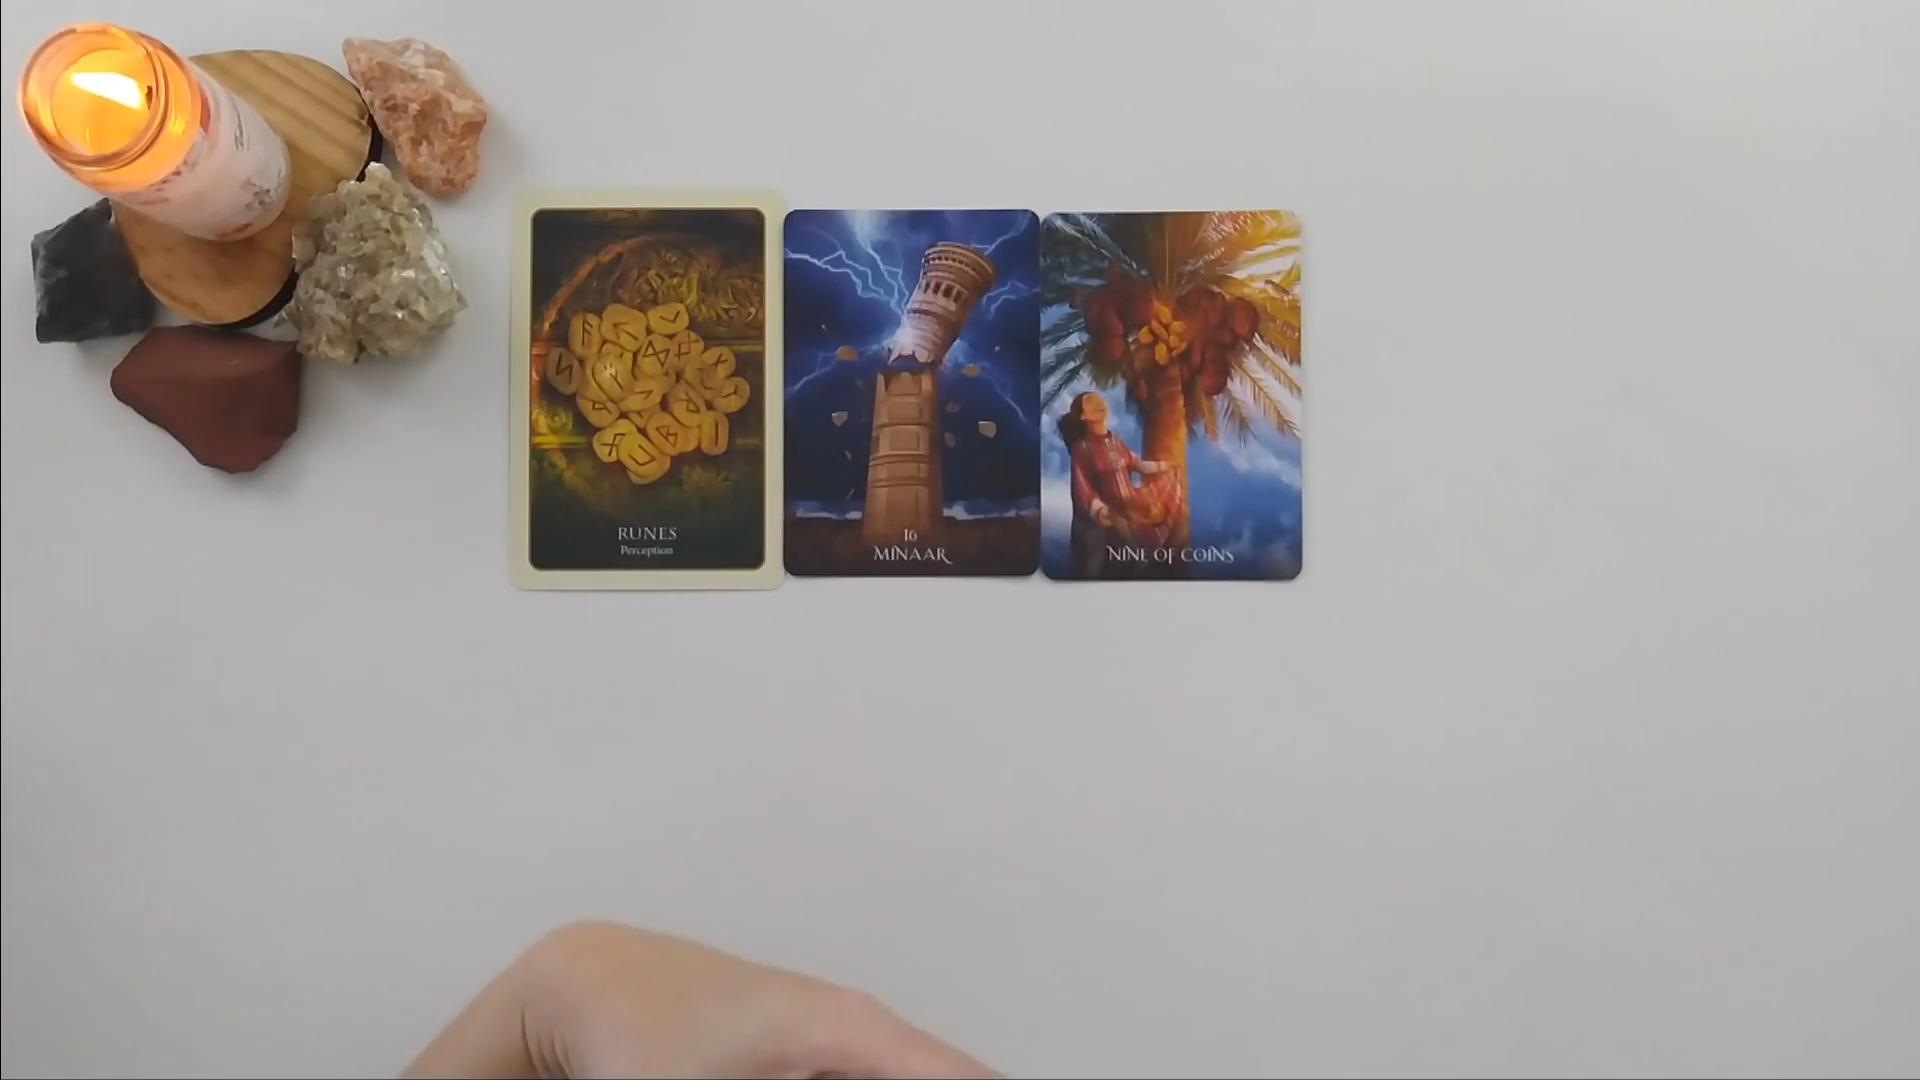 RUNES
Perception
16
MINAAR
NINE OF COINS